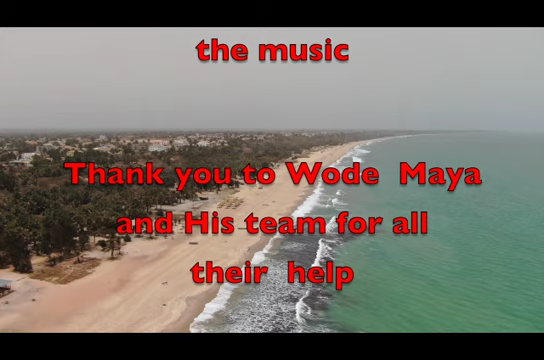 the music
Thank you to Wode Maya
and His team for all
their help